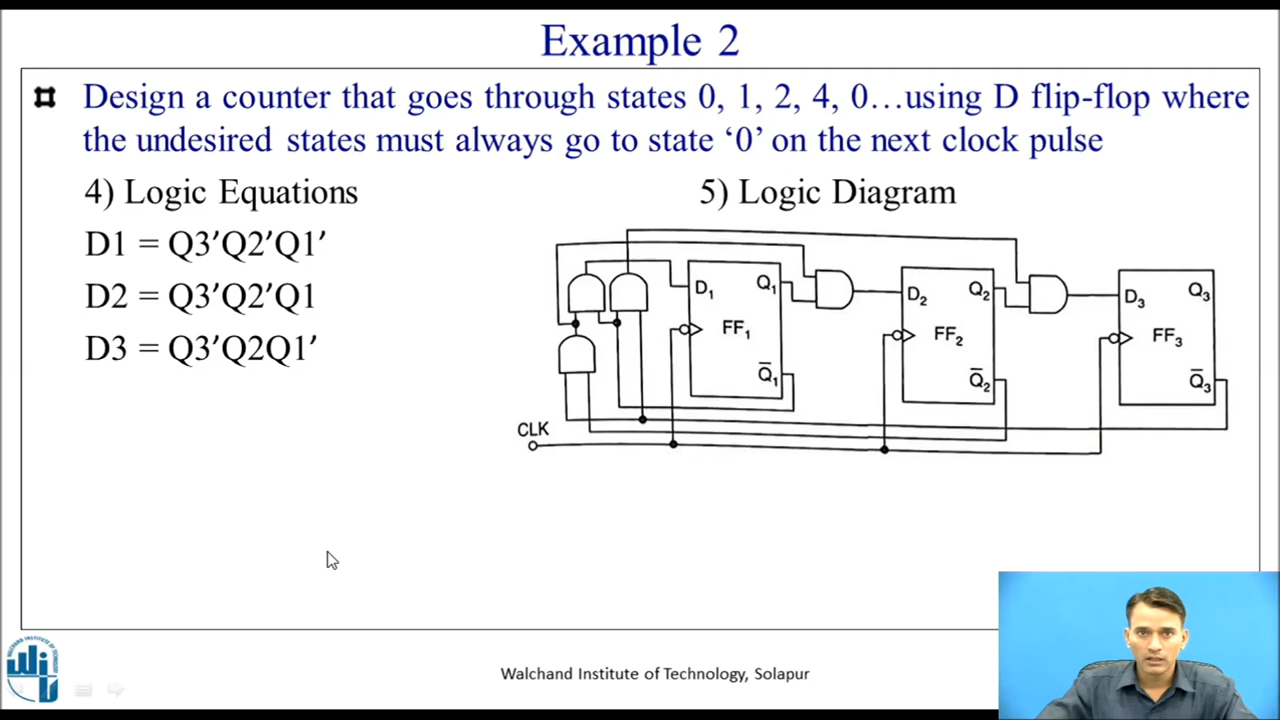 Example 2
Design a counter that goes through states 0, 1, 2, 4, 0…using D flip-flop where
the undesired states must always go to state ‘0’ on the next clock pulse
4) Logic Equations
5) Logic Diagram
D1 = Q3′Q2′Q1′
D2 = Q3′Q2′Q1
D3 = Q3′Q2Q1′
D₁ Q₁
FF₁
Q̅₁
D₂ Q₂
FF₂
Q̅₂
D₃ Q₃
FF₃
Q̅₃
CLK
Walchand Institute of Technology, Solapur